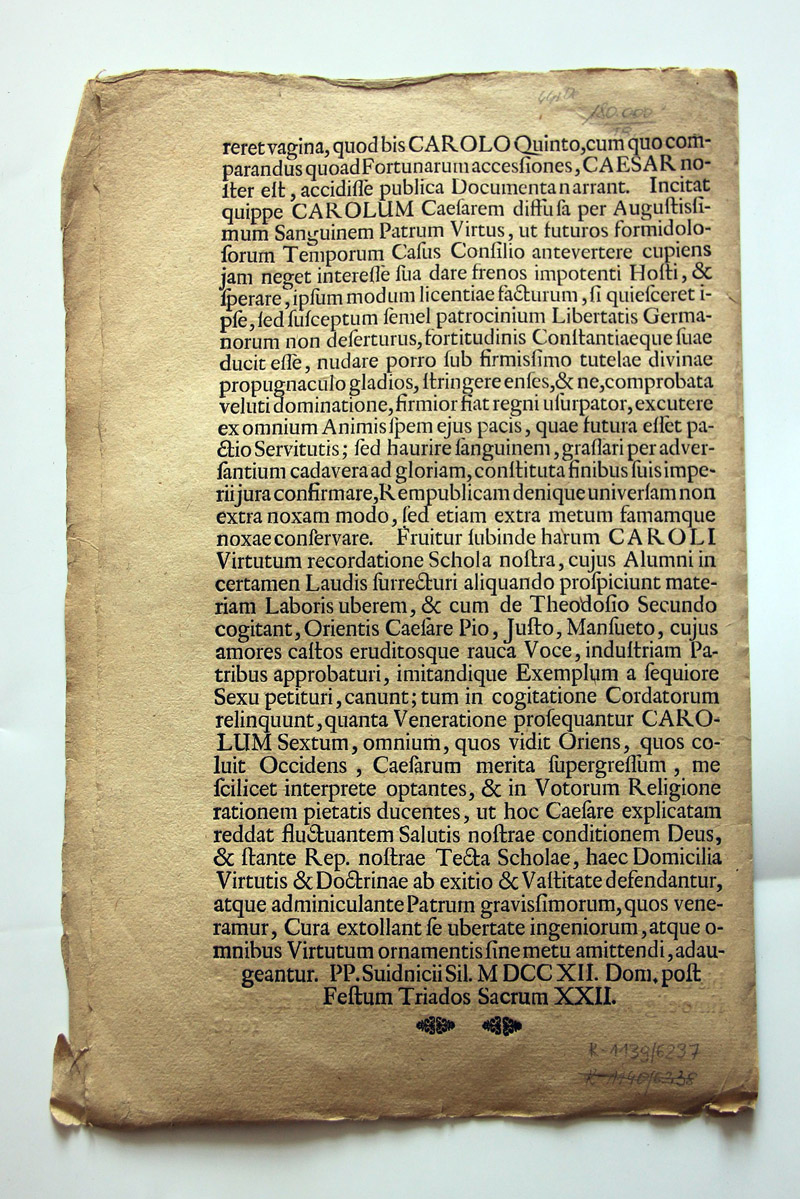 180.000
reret vagina, quod bis CAROLO Quinto, cum quo com-
parandus quoad Fortunarum accesſiones, CAESAR no-
ſter eſt, accidiſſe publica Documenta narrant. Incitat
quippe CAROLUM Caeſarem diffuſa per Auguſtiſſi-
mum Sanguinem Patrum Virtus, ut futuros formidolo-
ſorum Temporum Caſus Conſilio antevertere cupiens
jam neget intereſſe ſua dare frenos impotenti Hoſti, &
ſperare, ipſum modum licentiae facturum, ſi quieſceret i-
pſe, ſed ſuſceptum ſemel patrocinium Libertatis Germa-
norum non deſerturus, fortitudinis Conſtantiaeque ſuae
ducit eſſe, nudare porro ſub firmisſimo tutelae divinae
propugnaculo gladios, ſtringere enſes, & ne, comprobata
veluti dominatione, firmior fiat regni uſurpator, excutere
ex omnium Animis ſpem ejus pacis, quae futura eſſet pa-
ctio Servitutis; ſed haurire ſanguinem, graſſari per adver-
ſantium cadavera ad gloriam, conſtituta finibus ſuis impe-
rii jura confirmare, Rempublicam denique univerſam non
extra noxam modo, ſed etiam extra metum famamque
noxae conſervare. Fruitur ſubinde harum CAROLI
Virtutum recordatione Schola noſtra, cujus Alumni in
certamen Laudis ſurrecturi aliquando proſpiciunt mate-
riam Laboris uberem, & cum de Theodoſio Secundo
cogitant, Orientis Caeſare Pio, Juſto, Manſueto, cujus
amores caſtos eruditosque rauca Voce, induſtriam Pa-
tribus approbaturi, imitandique Exemplum a ſequiore
Sexu petituri, canunt; tum in cogitatione Cordatorum
relinquunt, quanta Veneratione proſequantur CARO-
LUM Sextum, omnium, quos vidit Oriens, quos co-
luit Occidens, Caeſarum merita ſupergreſſum, me
ſcilicet interprete optantes, & in Votorum Religione
rationem pietatis ducentes, ut hoc Caeſare explicatam
reddat fluctuantem Salutis noſtrae conditionem Deus,
& ſtante Rep. noſtrae Tecta Scholae, haec Domicilia
Virtutis & Doctrinae ab exitio & Vaſtitate defendantur,
atque adminiculante Patrum gravisſimorum, quos vene-
ramur, Cura extollant ſe ubertate ingeniorum, atque o-
mnibus Virtutum ornamentis ſine metu amittendi, adau-
geantur. PP. Suidnicii Sil. M DCC XII. Dom. poſt
Feſtum Triados Sacrum XXII.
R-1139/6237
R-1140/6238